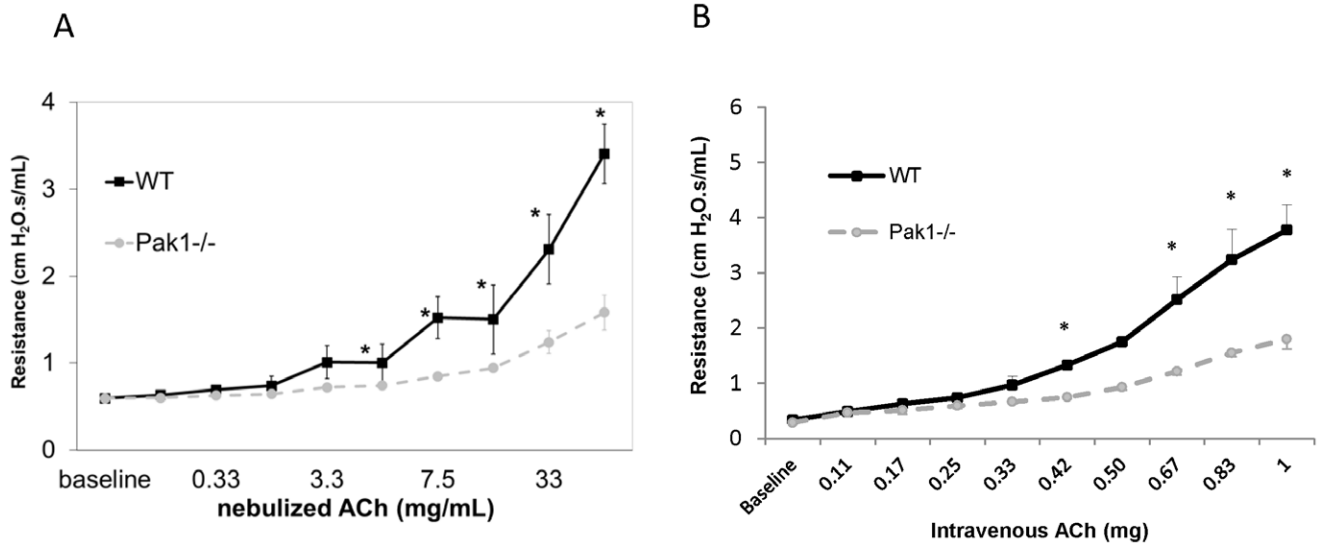 A
Resistance (cm H₂O.s/mL)
4
3
2
1
0
WT
Pak1-/-
*
*
*
*
*
baseline 0.33 3.3 7.5 33
nebulized ACh (mg/mL)
B
Resistance (cm H₂O.s/mL)
6
5
4
3
2
1
0
WT
Pak1-/-
*
*
*
*
Baseline 0.11 0.17 0.25 0.33 0.42 0.50 0.67 0.83 1
Intravenous ACh (mg)